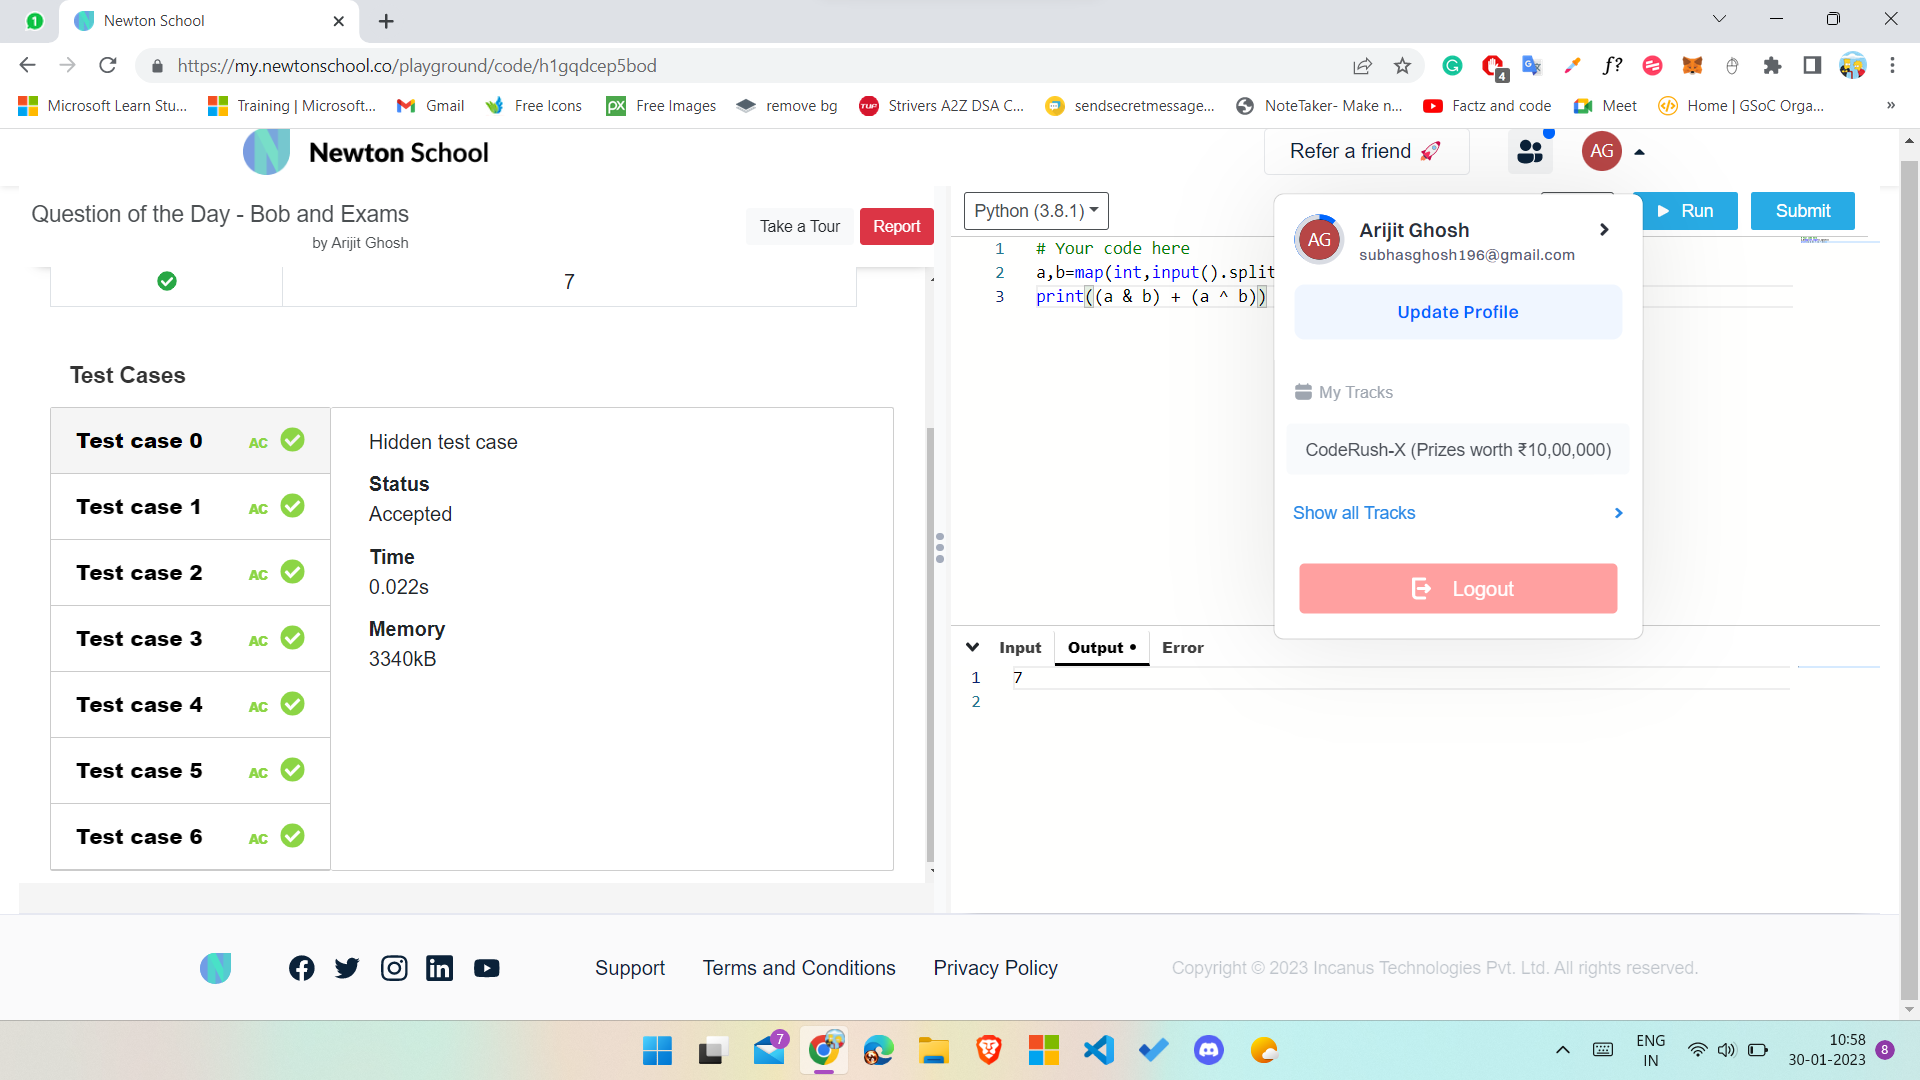 1
Newton School
https://my.newtonschool.co/playground/code/h1gqdcep5bod
4
f?
Microsoft Learn Stu...
Training | Microsoft...
Gmail
Free Icons
Free Images
remove bg
Strivers A2Z DSA C...
sendsecretmessage...
NoteTaker- Make n...
Factz and code
Meet
Home | GSoC Orga...
»
Newton School
Refer a friend
AG
Question of the Day - Bob and Exams
by Arijit Ghosh
Take a Tour
Report
7
Test Cases
Test case 0 AC
Test case 1 AC
Test case 2 AC
Test case 3 AC
Test case 4 AC
Test case 5 AC
Test case 6 AC
Hidden test case
Status
Accepted
Time
0.022s
Memory
3340kB
Python (3.8.1)
Run
Submit
1 # Your code here
2 a,b=map(int,input().split
3 print((a & b) + (a ^ b))
AG
Arijit Ghosh
subhasghosh196@gmail.com
Update Profile
My Tracks
CodeRush-X (Prizes worth ₹10,00,000)
Show all Tracks
Logout
Input
Output •
Error
1 7
2
Support
Terms and Conditions
Privacy Policy
Copyright © 2023 Incanus Technologies Pvt. Ltd. All rights reserved.
7
ENG
IN
10:58
30-01-2023
8